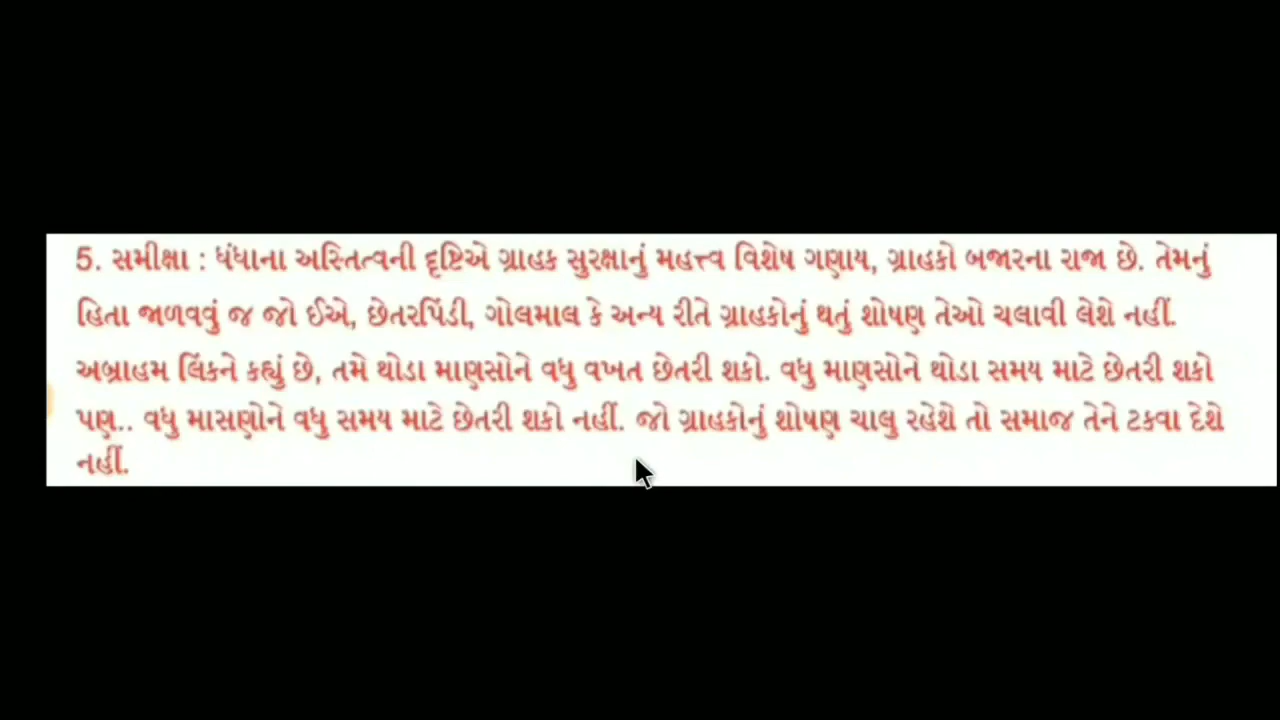 5. સમીક્ષા : ધંધાના અસ્તિત્વની દૃષ્ટિએ ગ્રાહક સુરક્ષાનું મહત્ત્વ વિશેષ ગણાય, ગ્રાહકો બજારના રાજા છે. તેમનું
હિતા જાળવવું જ જો ઈએ, છેતરપિંડી, ગોલમાલ કે અન્ય રીતે ગ્રાહકોનું થતું શોષણ તેઓ ચલાવી લેશે નહીં.
અબ્રાહમ લિંકને કહ્યું છે, તમે થોડા માણસોને વધુ વખત છેતરી શકો. વધુ માણસોને થોડા સમય માટે છેતરી શકો
પણ.. વધુ માસણોને વધુ સમય માટે છેતરી શકો નહીં. જો ગ્રાહકોનું શોષણ ચાલુ રહેશે તો સમાજ તેને ટકવા દેશે
નહીં.